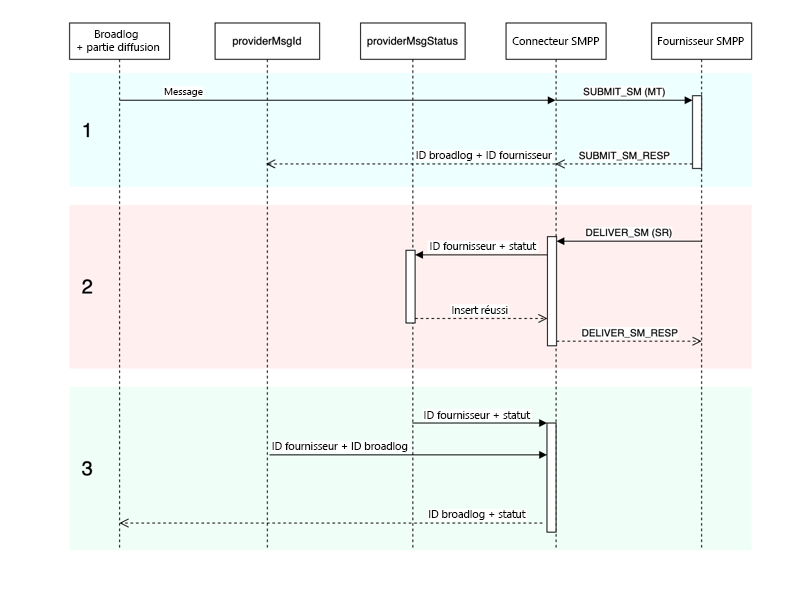 Broadlog
+ partie diffusion
providerMsgId
providerMsgStatus
Connecteur SMPP
Fournisseur SMPP
1
Message
SUBMIT_SM (MT)
ID broadlog + ID fournisseur
SUBMIT_SM_RESP
2
DELIVER_SM (SR)
ID fournisseur + statut
Insert réussi
DELIVER_SM_RESP
3
ID fournisseur + statut
ID fournisseur + ID broadlog
ID broadlog + statut